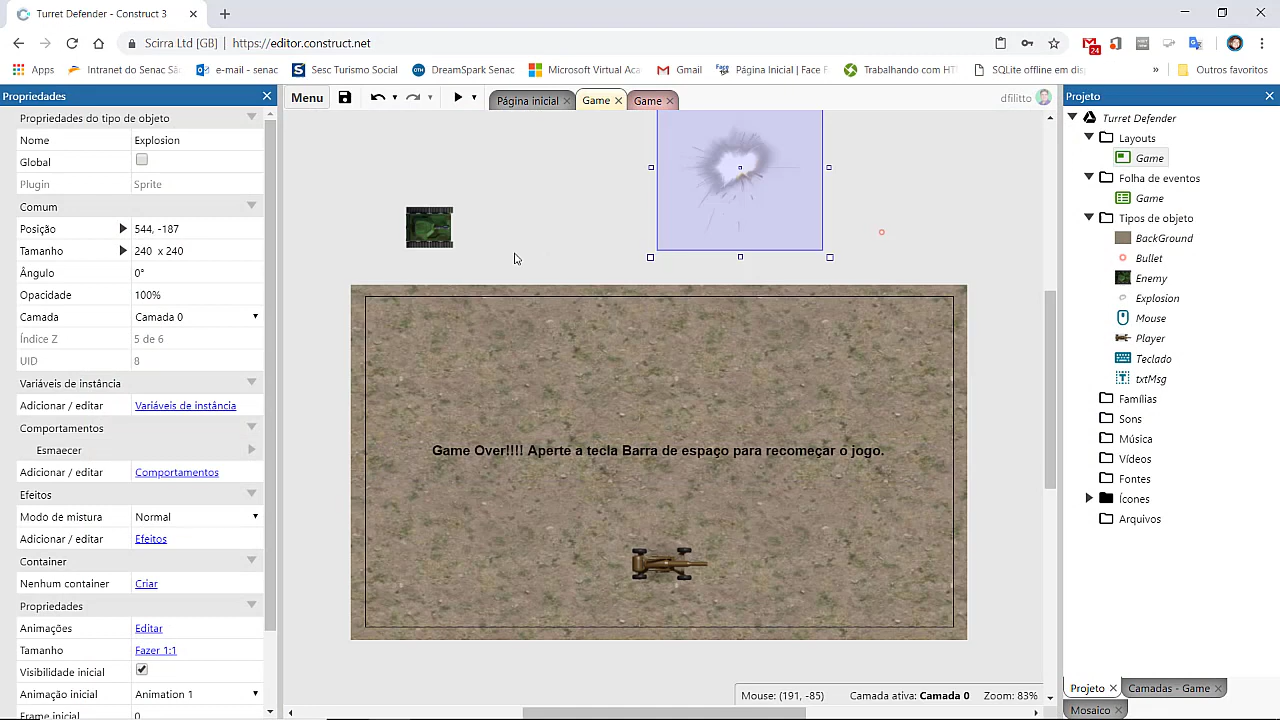 Turret Defender - Construct 3
Scirra Ltd [GB] https://editor.construct.net
24
Apps
Intranet do Senac Sã
e-mail - senac
Sesc Turismo Social
DreamSpark Senac
Microsoft Virtual Aca
Gmail
Página Inicial | Face F
Trabalhando com HT
SQLite offline em dis
»
Outros favoritos
Propriedades
Menu
Página inicial
Game
Game
dfilitto
Projeto
Propriedades do tipo de objeto
Nome Explosion
Global
Plugin Sprite
Comum
Posição 544, -187
Tamanho 240 x 240
Ângulo 0°
Opacidade 100%
Camada Camada 0
Índice Z 5 de 6
UID 8
Variáveis de instância
Adicionar / editar Variáveis de instância
Comportamentos
Esmaecer
Adicionar / editar Comportamentos
Efeitos
Modo de mistura Normal
Adicionar / editar Efeitos
Container
Nenhum container Criar
Propriedades
Animações Editar
Tamanho Fazer 1:1
Visibilidade inicial
Animação inicial Animation 1
Frame inicial 0
Game Over!!!! Aperte a tecla Barra de espaço para recomeçar o jogo.
Mouse: (191, -85) Camada ativa: Camada 0 Zoom: 83%
Turret Defender
Layouts
Game
Folha de eventos
Game
Tipos de objeto
BackGround
Bullet
Enemy
Explosion
Mouse
Player
Teclado
txtMsg
Famílias
Sons
Música
Vídeos
Fontes
Ícones
Arquivos
Projeto
Camadas - Game
Mosaico